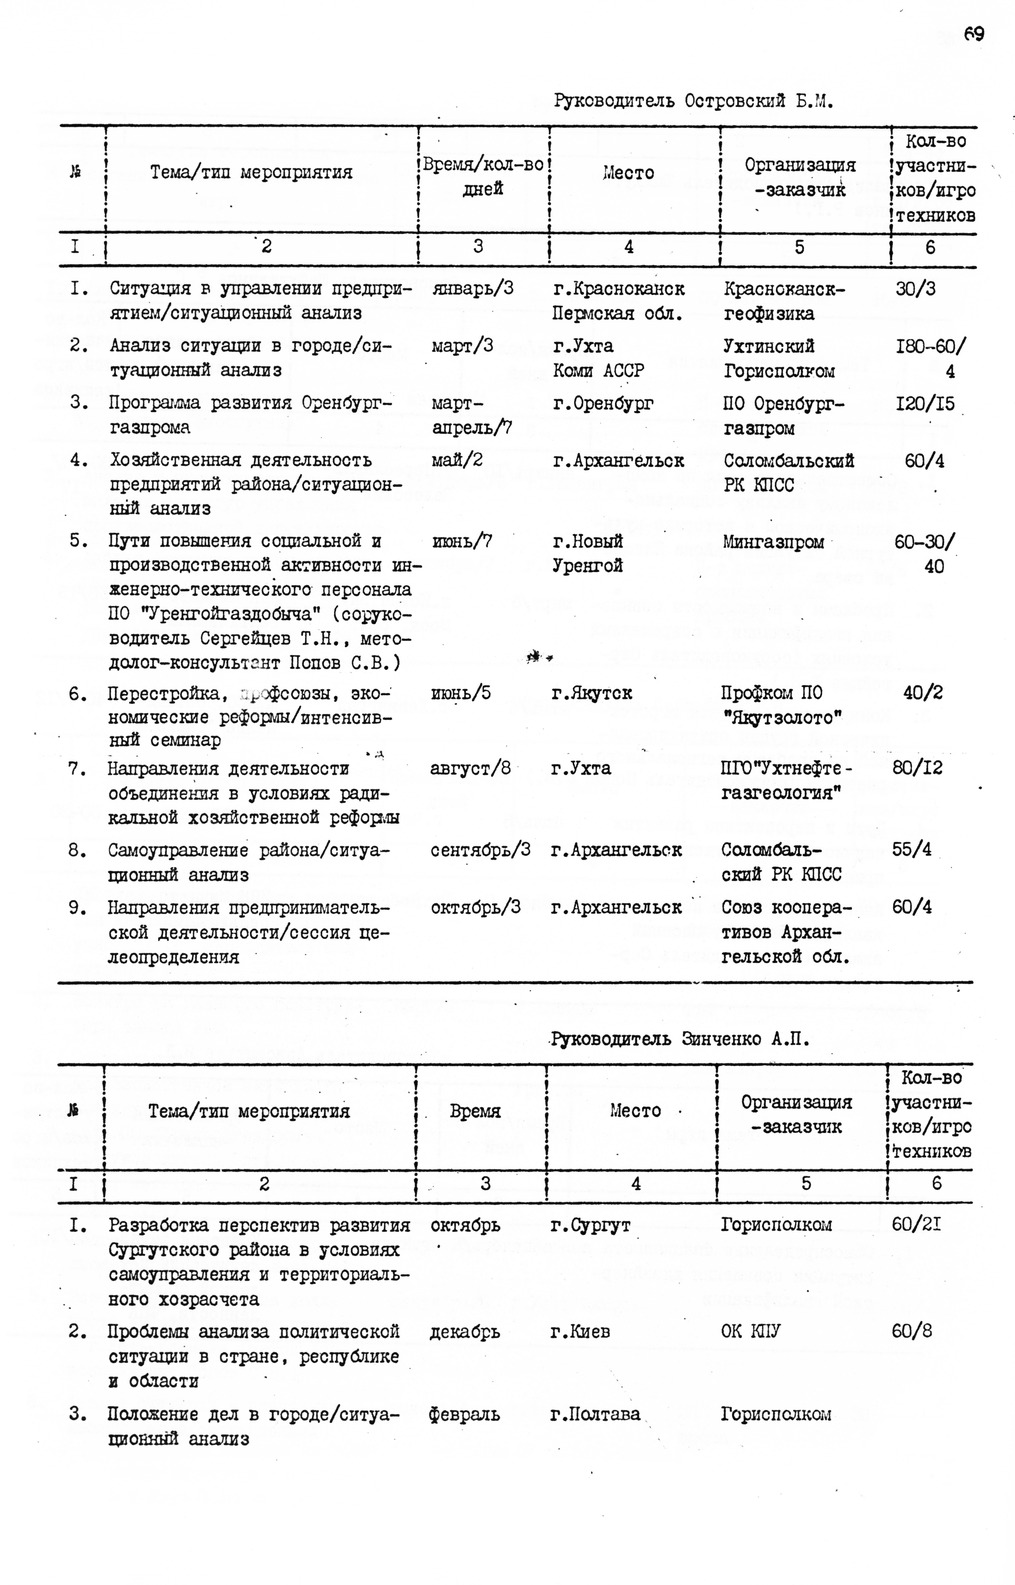 69
Руководитель Островский Б.М.
№ Тема/тип мероприятия Время/кол-во дней Место Организация -заказчик Кол-во участни- ков/игро техников
I 2 3 4 5 6
I. Ситуация в управлении предпри- январь/3 г.Красноканск Красноканск- 30/3
ятием/ситуационный анализ Пермская обл. геофизика
2. Анализ ситуации в городе/си- март/3 г.Ухта Ухтинский I80-60/
туационный анализ Коми АССР Горисполком 4
3. Программа развития Оренбург- март- г.Оренбург ПО Оренбург- I20/I5
газпрома апрель/7 газпром
4. Хозяйственная деятельность май/2 г.Архангельск Соломбальский 60/4
предприятий района/ситуацион- РК КПСС
ный анализ
5. Пути повышения социальной и июнь/7 г.Новый Мингазпром 60-30/
производственной активности ин- Уренгой 40
женерно-технического персонала
ПО "Уренгойгаздобыча" (соруко-
водитель Сергейцев Т.Н., мето-
долог-консультант Попов С.В.)
6. Перестройка, профсоюзы, эко- июнь/5 г.Якутск Профком ПО 40/2
номические реформы/интенсив- "Якутзолото"
ный семинар
7. Направления деятельности август/8 г.Ухта ПГО"Ухтнефте- 80/I2
объединения в условиях ради- газгеология"
кальной хозяйственной реформы
8. Самоуправление района/ситуа- сентябрь/3 г.Архангельск Соломбаль- 55/4
ционный анализ ский РК КПСС
9. Направления предприниматель- октябрь/3 г.Архангельск Союз коопера- 60/4
ской деятельности/сессия це- тивов Архан-
леопределения гельской обл.
Руководитель Зинченко А.П.
№ Тема/тип мероприятия Время Место Организация -заказчик Кол-во участни- ков/игро техников
I 2 3 4 5 6
I. Разработка перспектив развития октябрь г.Сургут Горисполком 60/2I
Сургутского района в условиях
самоуправления и территориаль-
ного хозрасчета
2. Проблемы анализа политической декабрь г.Киев ОК КПУ 60/8
ситуации в стране, республике
и области
3. Положение дел в городе/ситуа- февраль г.Полтава Горисполком
ционный анализ